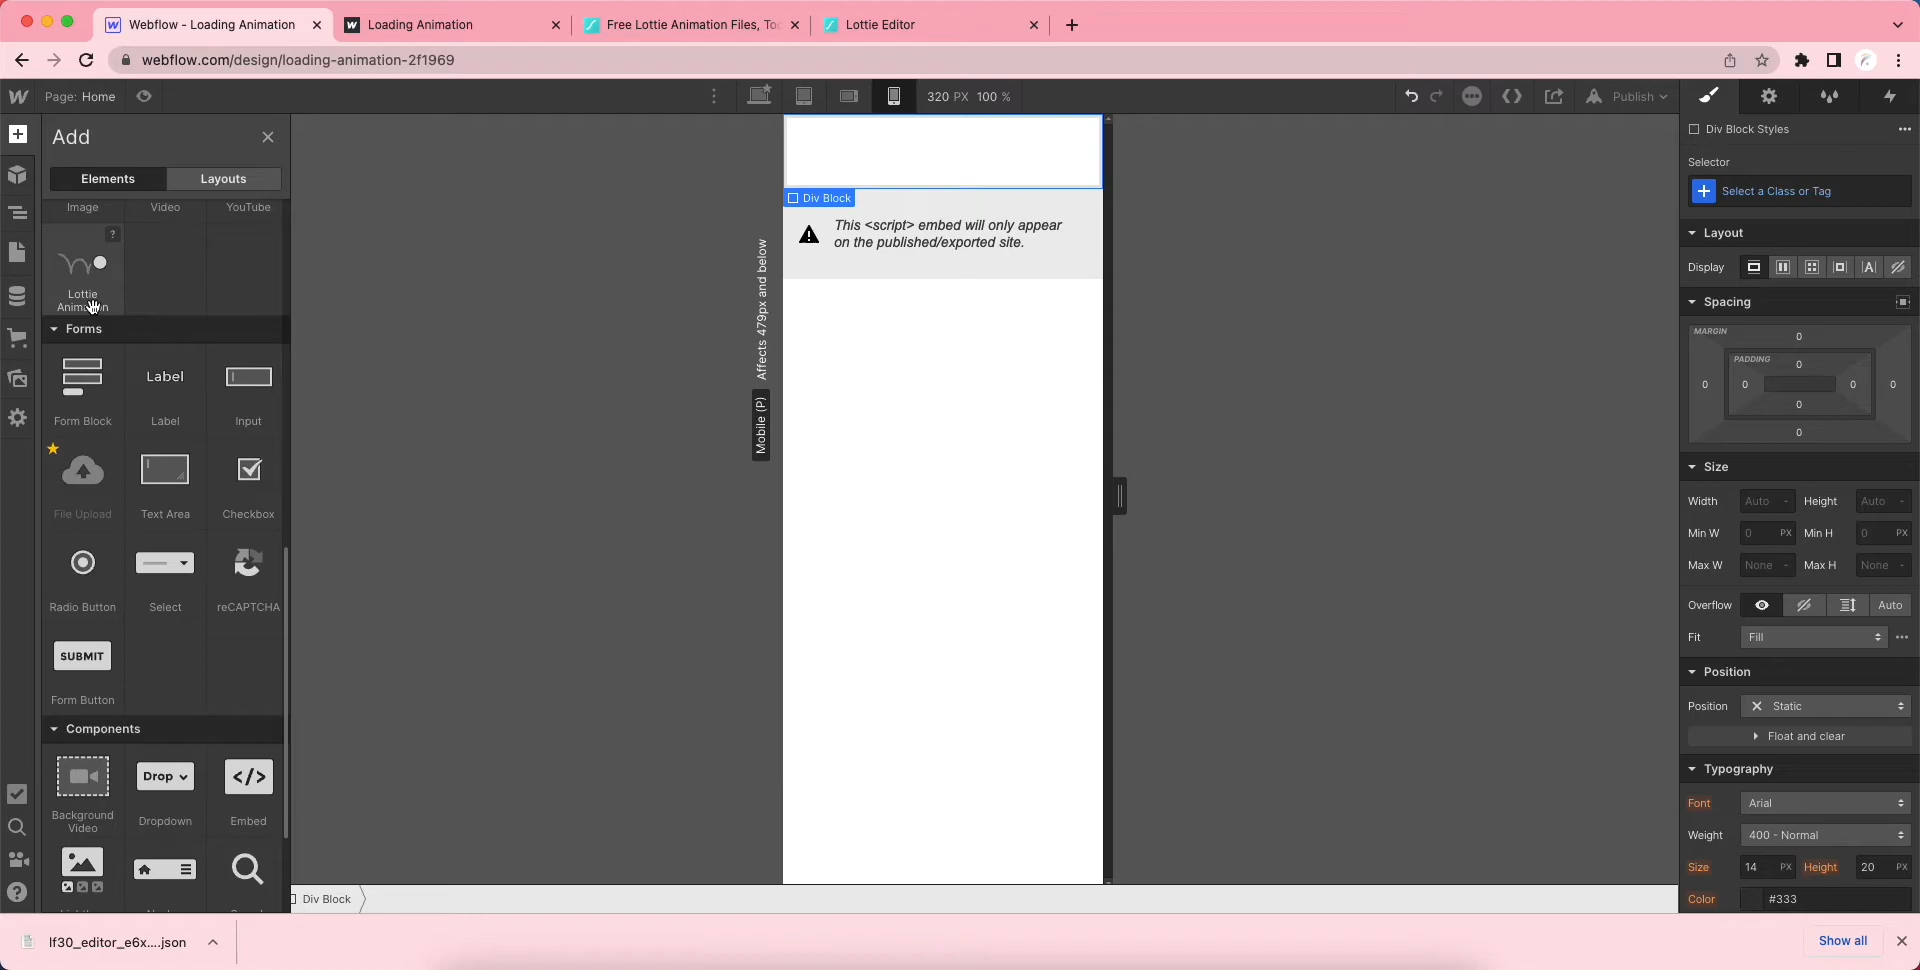 Webflow - Loading Animation
Loading Animation
Free Lottie Animation Files, Too
Lottie Editor
webflow.com/design/loading-animation-2f1969
Page: Home
320 PX 100 %
Publish
Add
Elements
Layouts
Image
Video
YouTube
?
Lottie
Animation
Forms
Form Block
Label
Label
Input
File Upload
Text Area
Checkbox
Radio Button
Select
reCAPTCHA
SUBMIT
Form Button
Components
Background
Video
Drop
Dropdown
</>
Embed
Affects 479px and below
Mobile (P)
Div Block
This <script> embed will only appear
on the published/exported site.
Div Block
Div Block Styles
Selector
Select a Class or Tag
Layout
Display
Spacing
MARGIN
0
PADDING
0
0
0
0
0
0
0
Size
Width Auto - Height Auto -
Min W 0 PX Min H 0 PX
Max W None - Max H None -
Overflow Auto
Fit Fill
Position
Position Static
Float and clear
Typography
Font Arial
Weight 400 - Normal
Size 14 PX Height 20 PX
Color #333
lf30_editor_e6x....json
Show all